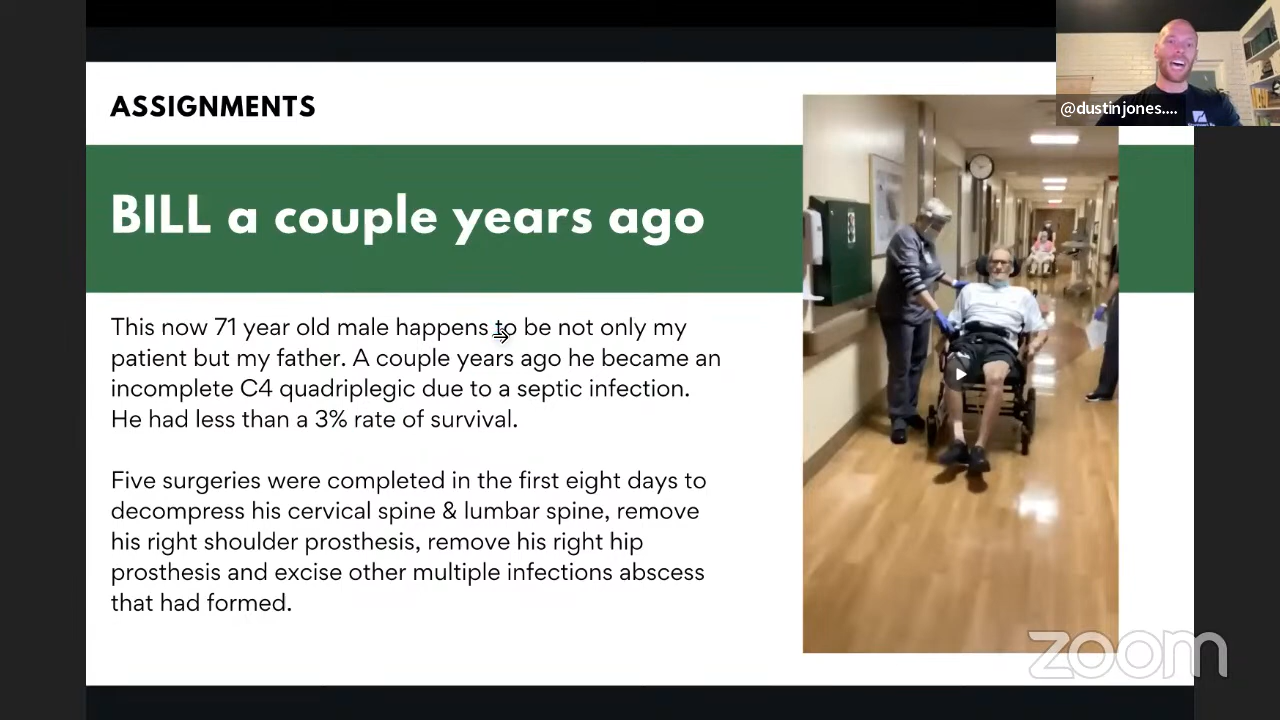 ASSIGNMENTS
@dustinjones....
BILL a couple years ago
This now 71 year old male happens to be not only my
patient but my father. A couple years ago he became an
incomplete C4 quadriplegic due to a septic infection.
He had less than a 3% rate of survival.
Five surgeries were completed in the first eight days to
decompress his cervical spine & lumbar spine, remove
his right shoulder prosthesis, remove his right hip
prosthesis and excise other multiple infections abscess
that had formed.
zoom